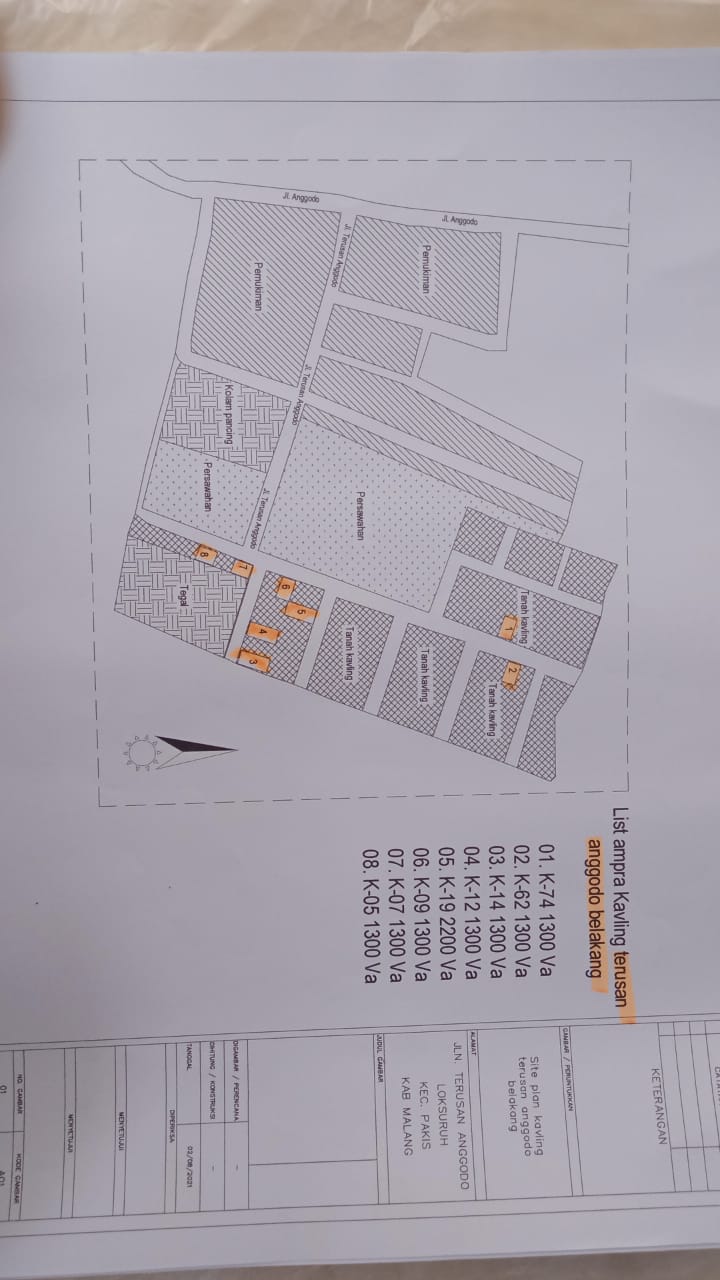 Jl. Anggodo
Jl. Anggodo
Pemukiman
Jl. Terusan Anggodo
Pemukiman
Jl. Terusan Anggodo
Kolam pancing
Persawahan
Jl. Terusan Anggodo
Persawahan
Tanah kavling
1
2
Tanah kavling
Tanah kavling
Tanah kavling
8
7
6
5
4
3
Tegal
List ampra Kavling terusan
anggodo belakang
01. K-74 1300 Va
02. K-62 1300 Va
03. K-14 1300 Va
04. K-12 1300 Va
05. K-19 2200 Va
06. K-09 1300 Va
07. K-07 1300 Va
08. K-05 1300 Va
KETERANGAN
GAMBAR / PERUNTUKKAN
Site plan kavling
terusan anggodo
belakang
ALAMAT
JLN. TERUSAN ANGGODO
LOKSURUH
KEC. PAKIS
KAB MALANG
JUDUL GAMBAR
DIGAMBAR / PERENCANA
-
DIHITUNG / KONSTRUKSI
-
TANGGAL
02/08/2021
DIPERIKSA
MENYETUJUI
MENYETUJUI
NO. GAMBAR
KODE GAMBAR
01